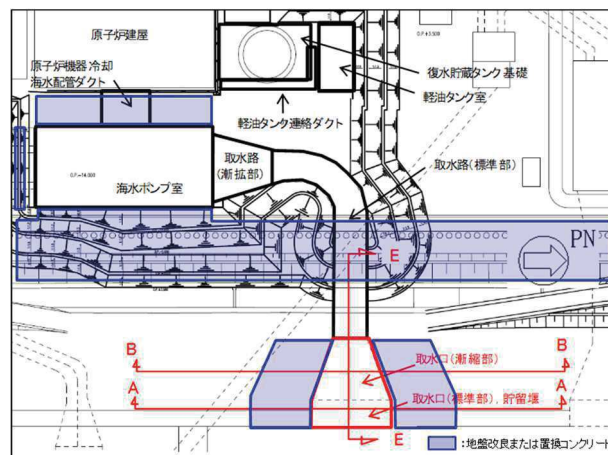 原子炉建屋
原子炉機器冷却
海水配管ダクト
復水貯蔵タンク基礎
軽油タンク室
軽油タンク連絡ダクト
取水路
(漸拡部)
取水路(標準部)
O.P.+14.000
海水ポンプ室
PN
E
B
B
取水口(漸縮部)
A
A
取水口(標準部),貯留堰
E
:地盤改良または置換コンクリート